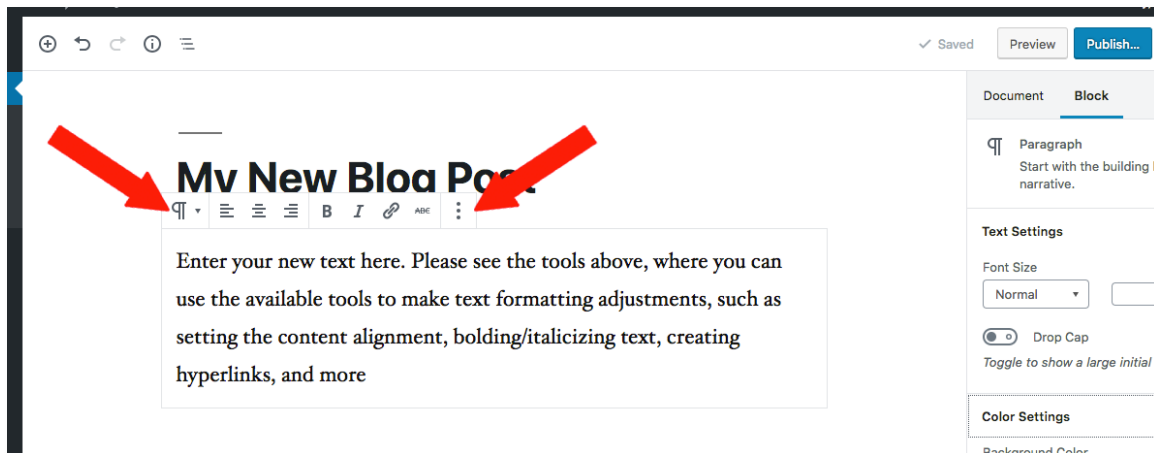 Saved Preview Publish...
Document Block
My New Blog Post
Paragraph
Start with the building
narrative.
B I ABC
Enter your new text here. Please see the tools above, where you can
use the available tools to make text formatting adjustments, such as
setting the content alignment, bolding/italicizing text, creating
hyperlinks, and more
Text Settings
Font Size
Normal
Drop Cap
Toggle to show a large initial
Color Settings
Background Color